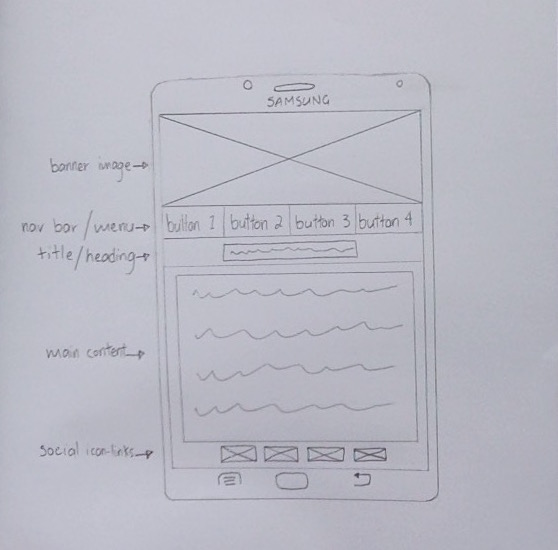 SAMSUNG
banner image
nav bar/menu
button 1 button 2 button 3 button 4
title/heading
main content
social icon-links